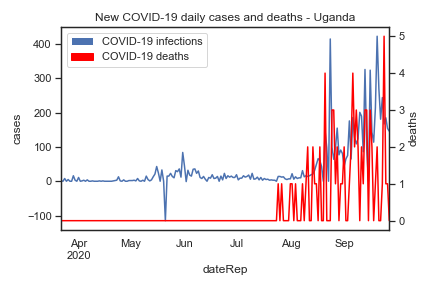 New COVID-19 daily cases and deaths - Uganda
COVID-19 infections
COVID-19 deaths
400
300
200
100
0
−100
cases
5
4
3
2
1
0
deaths
Apr
2020
May
Jun
Jul
Aug
Sep
dateRep